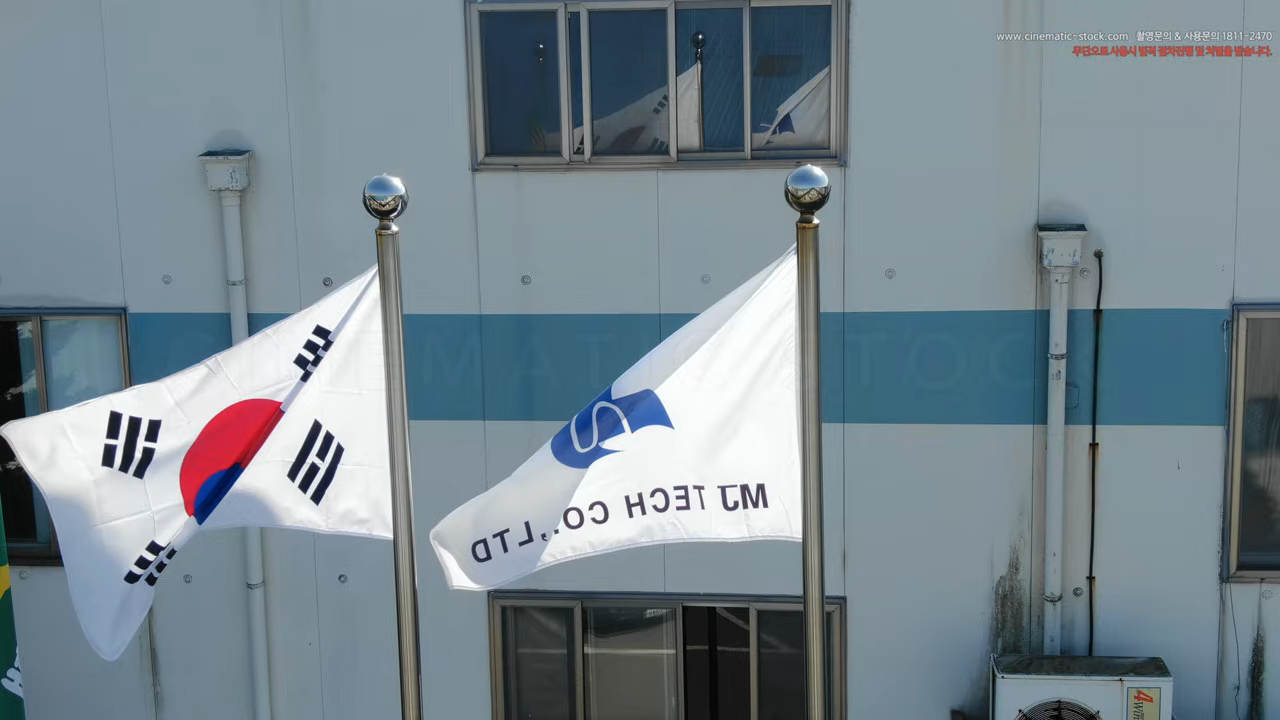 www.cinematic-stock.com 촬영문의 & 사용문의 1811-2470
무단으로 사용시 법적 절차진행 및 처벌을 받습니다.
MJ TECH CO.,LTD